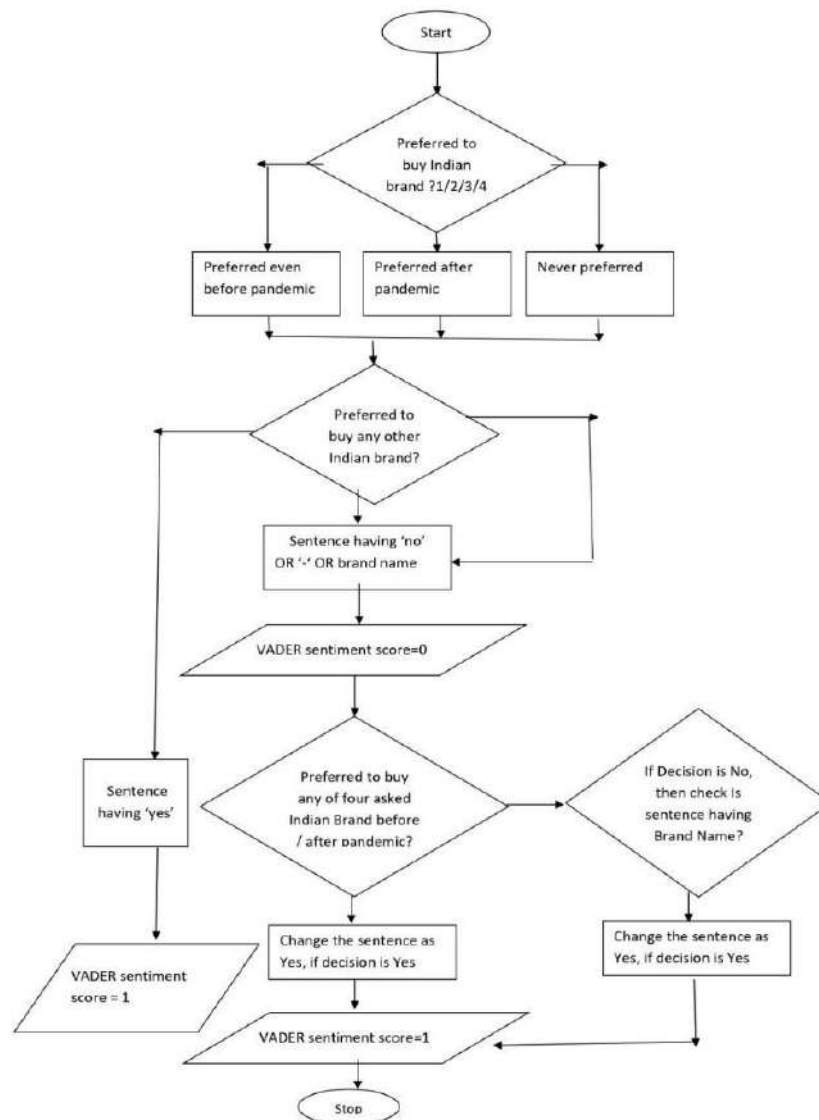 Start
Preferred to
buy Indian
brand ?1/2/3/4
Preferred even
before pandemic
Preferred after
pandemic
Never preferred
Preferred to
buy any other
Indian brand?
Sentence having ‘no’
OR ‘-‘ OR brand name
VADER sentiment score=0
Sentence
having ‘yes’
Preferred to buy
any of four asked
Indian Brand before
/ after pandemic?
If Decision is No,
then check is
sentence having
Brand Name?
Change the sentence as
Yes, if decision is Yes
Change the sentence as
Yes, if decision is Yes
VADER sentiment
score = 1
VADER sentiment score=1
Stop